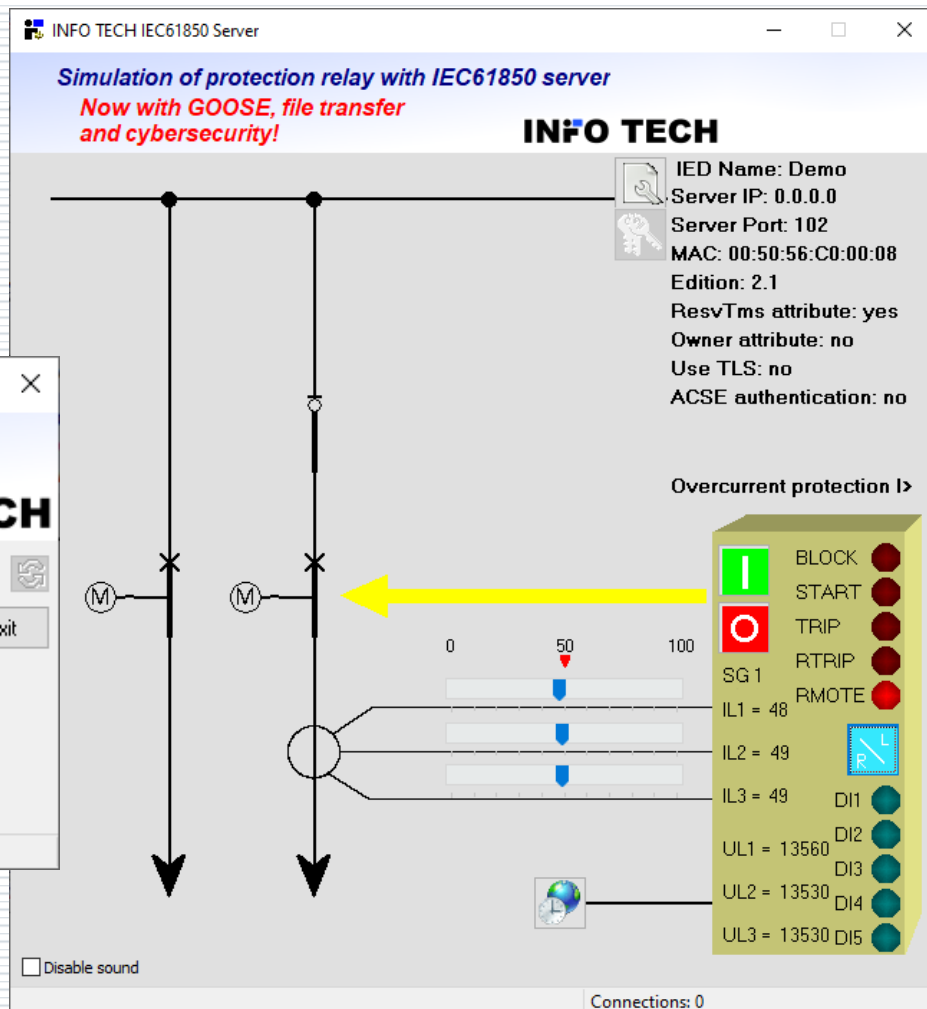 INFO TECH IEC61850 Server
Simulation of protection relay with IEC61850 server
Now with GOOSE, file transfer
and cybersecurity!
INFO TECH
IED Name: Demo
Server IP: 0.0.0.0
Server Port: 102
MAC: 00:50:56:C0:00:08
Edition: 2.1
ResvTms attribute: yes
Owner attribute: no
Use TLS: no
ACSE authentication: no
CH
xit
Overcurrent protection I>
M
M
0 50 100
I
O
BLOCK
START
TRIP
RTRIP
RMOTE
SG1
IL1 = 48
IL2 = 49
IL3 = 49
L
R
UL1 = 13560
UL2 = 13530
UL3 = 13530
DI1
DI2
DI3
DI4
DI5
Disable sound
Connections: 0